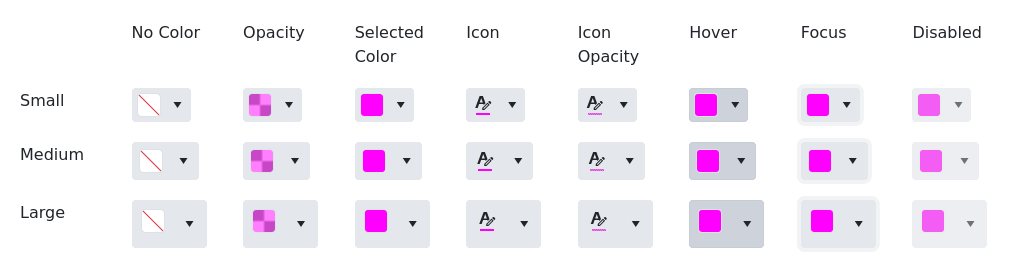 No Color
Opacity
Selected
Color
Icon
Icon
Opacity
Hover
Focus
Disabled
Small
A
A
Medium
A
A
Large
A
A